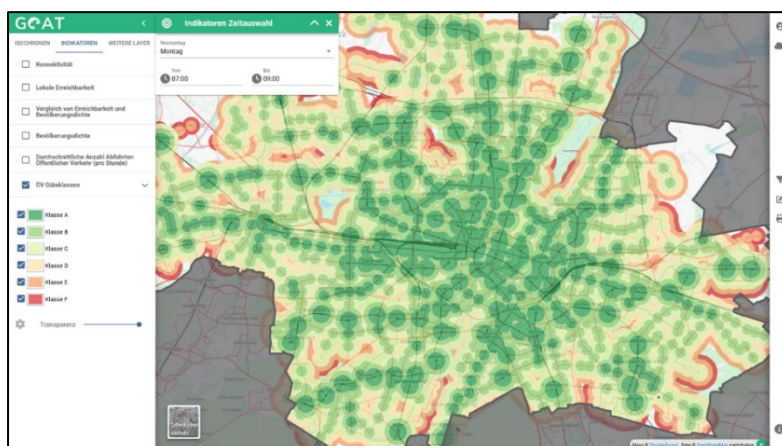 GOAT
Indikatoren Zeitauswahl
ISOCHRONEN INDIKATOREN WEITERE LAYER
Wochentag
Montag
Von
07:00
Bis
09:00
Konnektivität
Lokale Erreichbarkeit
Vergleich von Erreichbarkeit und
Bevölkerungsdichte
Bevölkerungsdichte
Durchschnittliche Anzahl Abfahrten
Öffentlicher Verkehr (pro Stunde)
ÖV Güteklassen
Klasse A
Klasse B
Klasse C
Klasse D
Klasse E
Klasse F
Transparenz
Öffentlicher
Verkehr